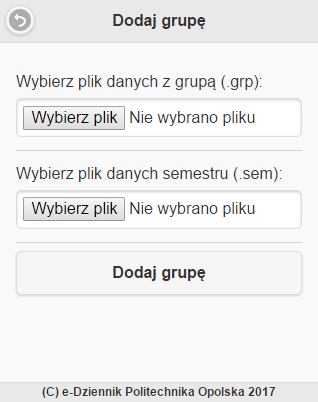 Dodaj grupę
Wybierz plik danych z grupą (.grp):
Wybierz plik Nie wybrano pliku
Wybierz plik danych semestru (.sem):
Wybierz plik Nie wybrano pliku
Dodaj grupę
(C) e-Dziennik Politechnika Opolska 2017